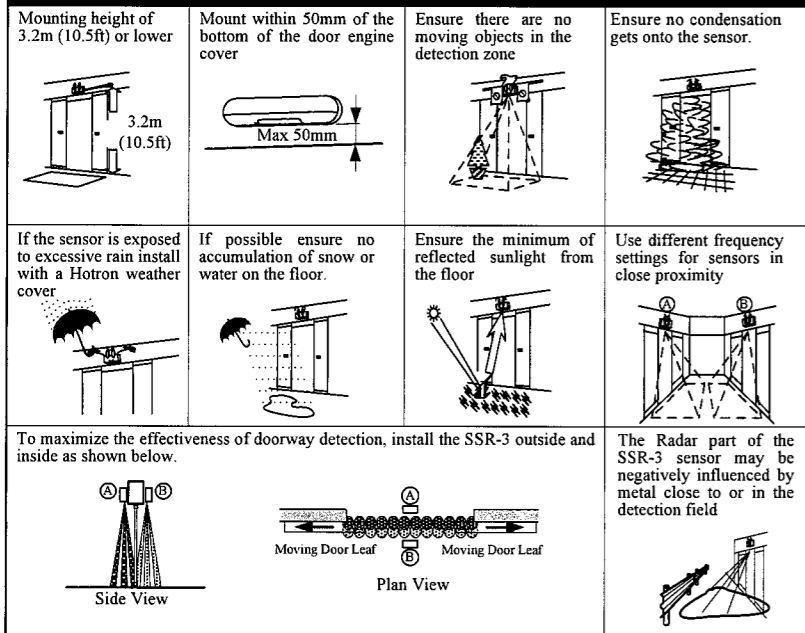 Mounting height of
3.2m (10.5ft) or lower
3.2m
(10.5ft)
Mount within 50mm of the
bottom of the door engine
cover
Max 50mm
Ensure there are no
moving objects in the
detection zone
Ensure no condensation
gets onto the sensor.
If the sensor is exposed
to excessive rain install
with a Hotron weather
cover
If possible ensure no
accumulation of snow or
water on the floor.
Ensure the minimum of
reflected sunlight from
the floor
Use different frequency
settings for sensors in
close proximity
A
B
To maximize the effectiveness of doorway detection, install the SSR-3 outside and
inside as shown below.
A
B
Side View
A
B
Moving Door Leaf
Moving Door Leaf
Plan View
The Radar part of the
SSR-3 sensor may be
negatively influenced by
metal close to or in the
detection field